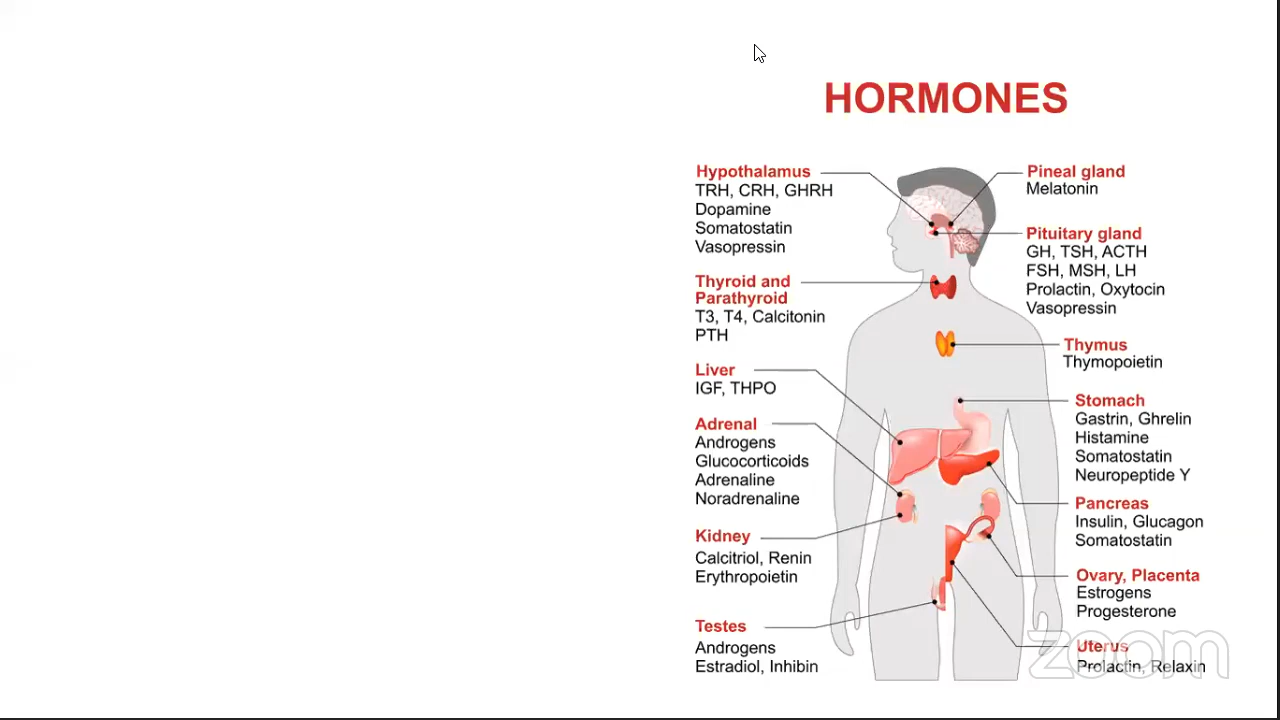 HORMONES
Hypothalamus
TRH, CRH, GHRH
Dopamine
Somatostatin
Vasopressin
Thyroid and
Parathyroid
T3, T4, Calcitonin
PTH
Liver
IGF, THPO
Adrenal
Androgens
Glucocorticoids
Adrenaline
Noradrenaline
Kidney
Calcitriol, Renin
Erythropoietin
Testes
Androgens
Estradiol, Inhibin
Pineal gland
Melatonin
Pituitary gland
GH, TSH, ACTH
FSH, MSH, LH
Prolactin, Oxytocin
Vasopressin
Thymus
Thymopoietin
Stomach
Gastrin, Ghrelin
Histamine
Somatostatin
Neuropeptide Y
Pancreas
Insulin, Glucagon
Somatostatin
Ovary, Placenta
Estrogens
Progesterone
Uterus
Prolactin, Relaxin
zoom